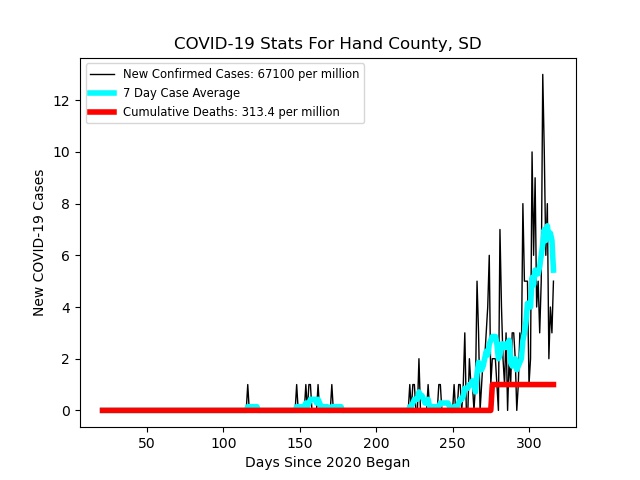 COVID-19 Stats For Hand County, SD
New Confirmed Cases: 67100 per million
7 Day Case Average
Cumulative Deaths: 313.4 per million
12
10
8
6
4
2
0
New COVID-19 Cases
50 100 150 200 250 300
Days Since 2020 Began